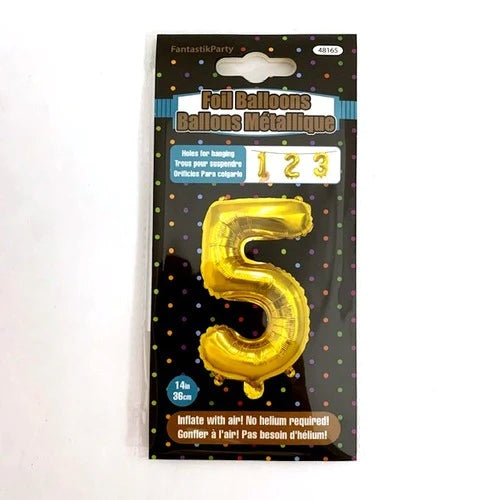 FantastikParty
48165
Foil Balloons
Ballons Métallique
Holes for hanging
Trous pour suspendre
Orificies Para colgarlo
1 2 3
5
14in
36cm
Inflate with air! No helium required!
Gonfler à l'air! Pas besoin d'hélium!